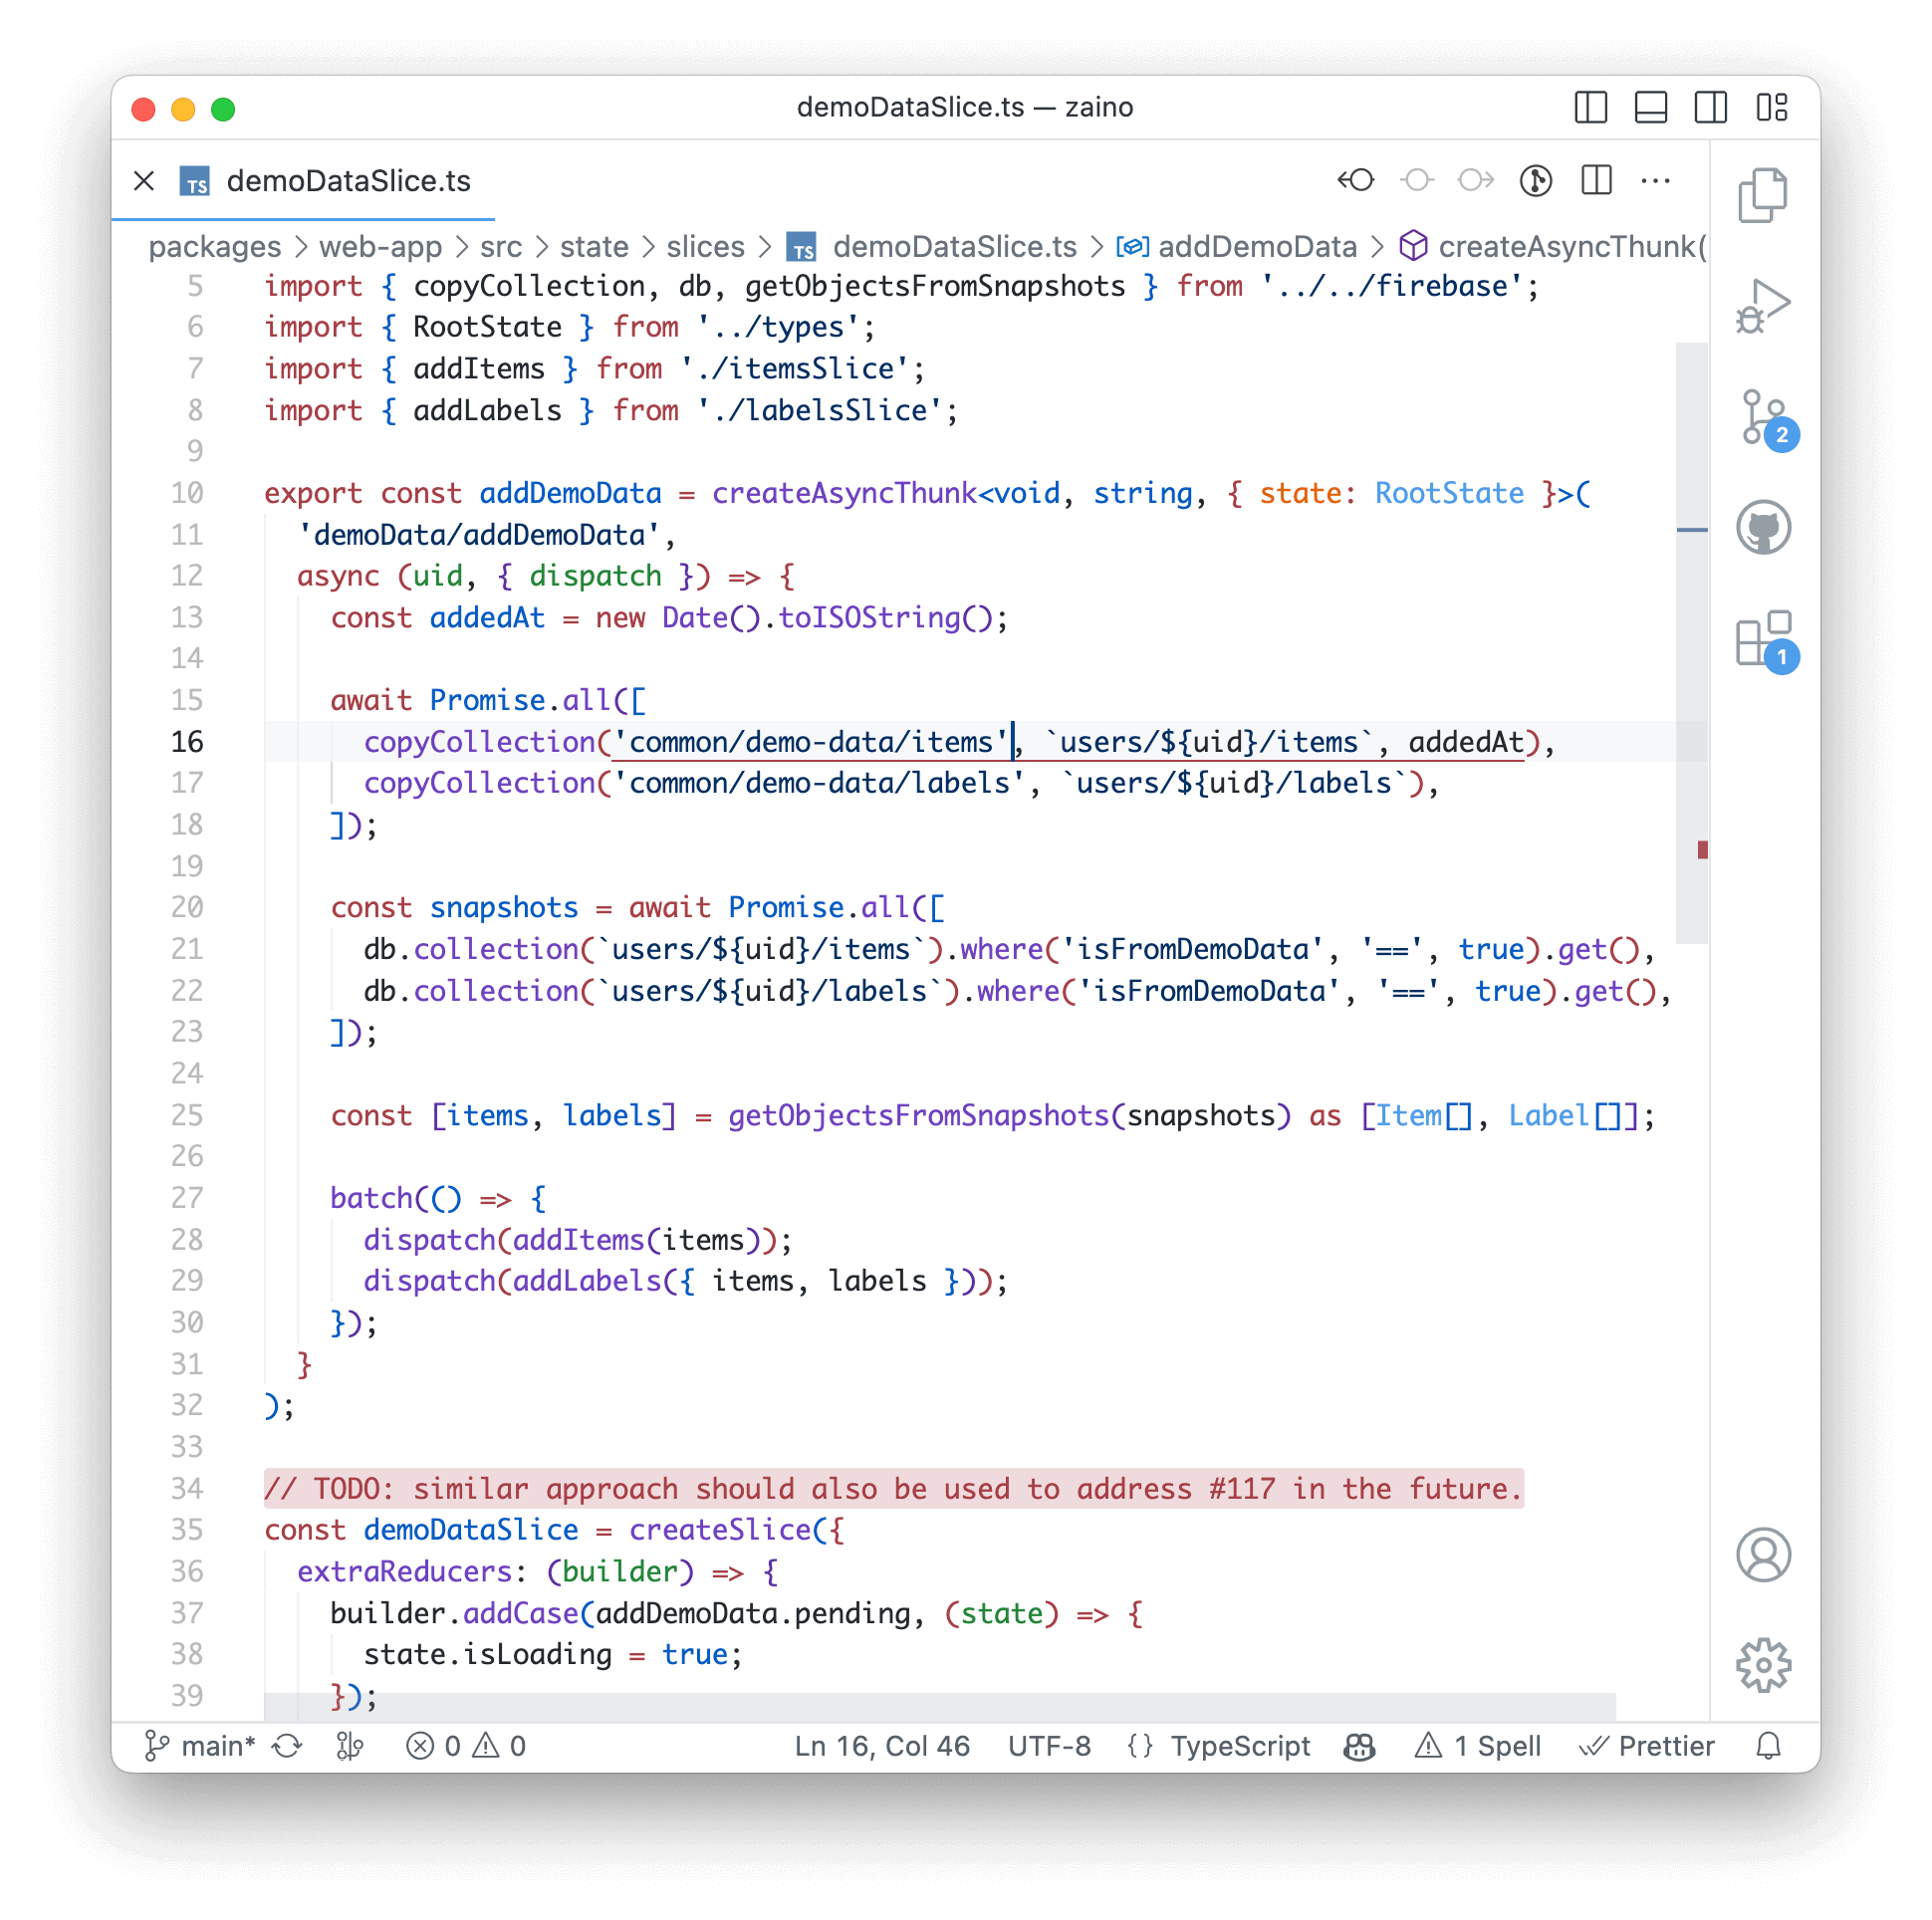 demoDataSlice.ts — zaino
TS demoDataSlice.ts
packages > web-app > src > state > slices > TS demoDataSlice.ts > addDemoData > createAsyncThunk(
5 import { copyCollection, db, getObjectsFromSnapshots } from '../../firebase';
6 import { RootState } from '../types';
7 import { addItems } from './itemsSlice';
8 import { addLabels } from './labelsSlice';
9
10 export const addDemoData = createAsyncThunk<void, string, { state: RootState }>(
11   'demoData/addDemoData',
12   async (uid, { dispatch }) => {
13     const addedAt = new Date().toISOString();
14
15     await Promise.all([
16       copyCollection('common/demo-data/items', `users/${uid}/items`, addedAt),
17       copyCollection('common/demo-data/labels', `users/${uid}/labels`),
18     ]);
19
20     const snapshots = await Promise.all([
21       db.collection(`users/${uid}/items`).where('isFromDemoData', '==', true).get(),
22       db.collection(`users/${uid}/labels`).where('isFromDemoData', '==', true).get(),
23     ]);
24
25     const [items, labels] = getObjectsFromSnapshots(snapshots) as [Item[], Label[]];
26
27     batch(() => {
28       dispatch(addItems(items));
29       dispatch(addLabels({ items, labels }));
30     });
31   }
32 );
33
34 // TODO: similar approach should also be used to address #117 in the future.
35 const demoDataSlice = createSlice({
36   extraReducers: (builder) => {
37     builder.addCase(addDemoData.pending, (state) => {
38       state.isLoading = true;
39     });
2
1
main* 0 0 Ln 16, Col 46 UTF-8 {} TypeScript 1 Spell Prettier